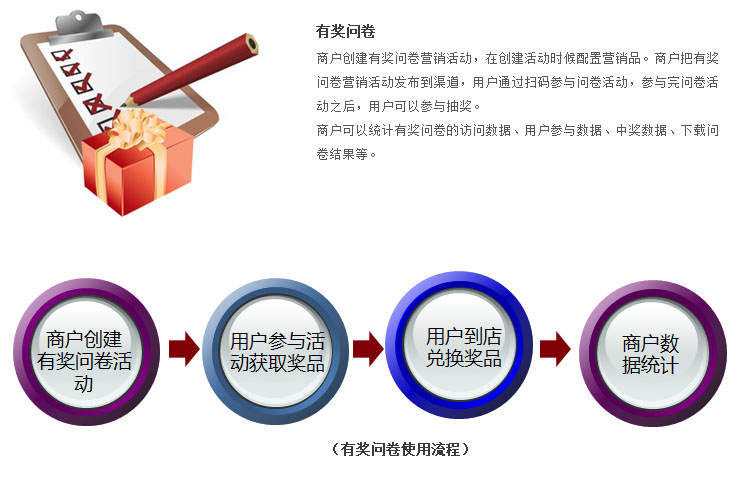 有奖问卷
商户创建有奖问卷营销活动，在创建活动时候配置营销品。商户把有奖
问卷营销活动发布到渠道，用户通过扫码参与问卷活动，参与完问卷活
动之后，用户可以参与抽奖。
商户可以统计有奖问卷的访问数据、用户参与数据、中奖数据、下载问
卷结果等。
商户创建
有奖问卷活
动
用户参与活
动获取奖品
用户到店
兑换奖品
商户数
据统计
（有奖问卷使用流程）